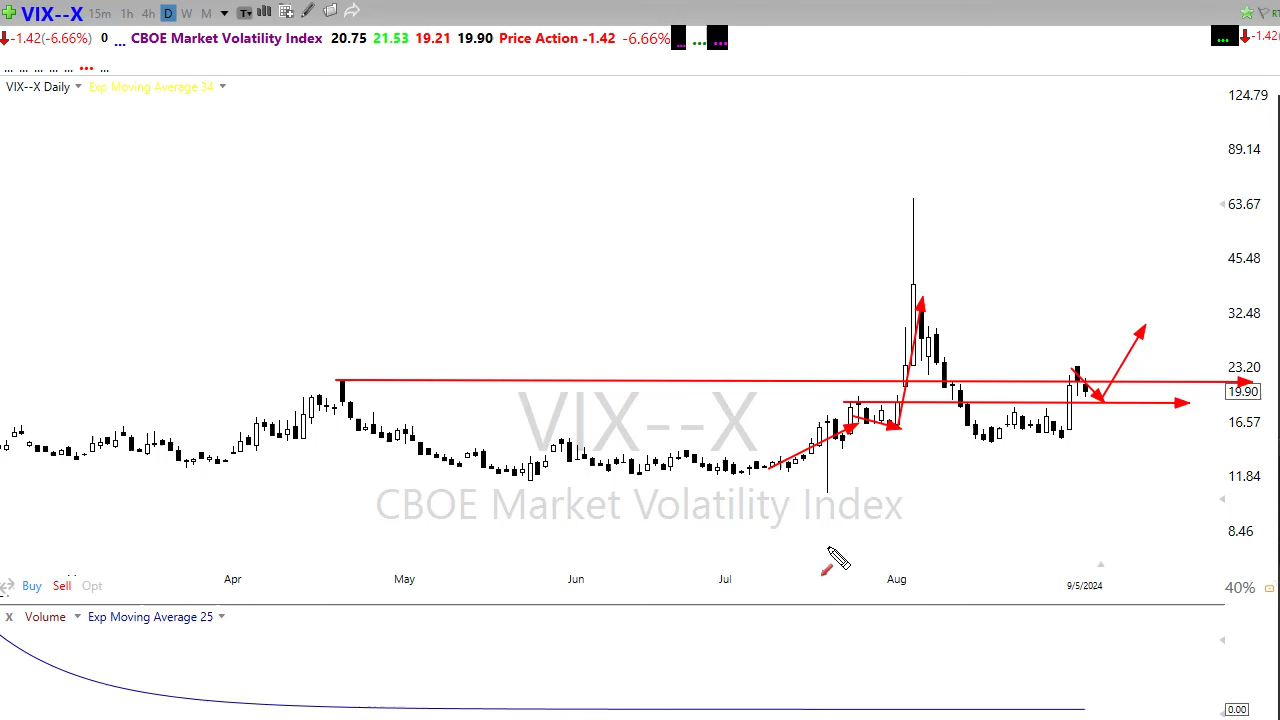 VIX--X 15m 1h 4h D W M T
-1.42(-6.66%) 0 ... CBOE Market Volatility Index 20.75 21.53 19.21 19.90 Price Action -1.42 -6.66% ... ... ... ... -1.42(
... ... ... ... ... ... ...
VIX--X Daily Exp Moving Average 34
124.79
89.14
63.67
45.48
32.48
23.20
19.90
16.57
11.84
8.46
VIX--X
CBOE Market Volatility Index
Apr May Jun Jul Aug 9/5/2024
Buy Sell Opt 40%
X Volume Exp Moving Average 25
0.00